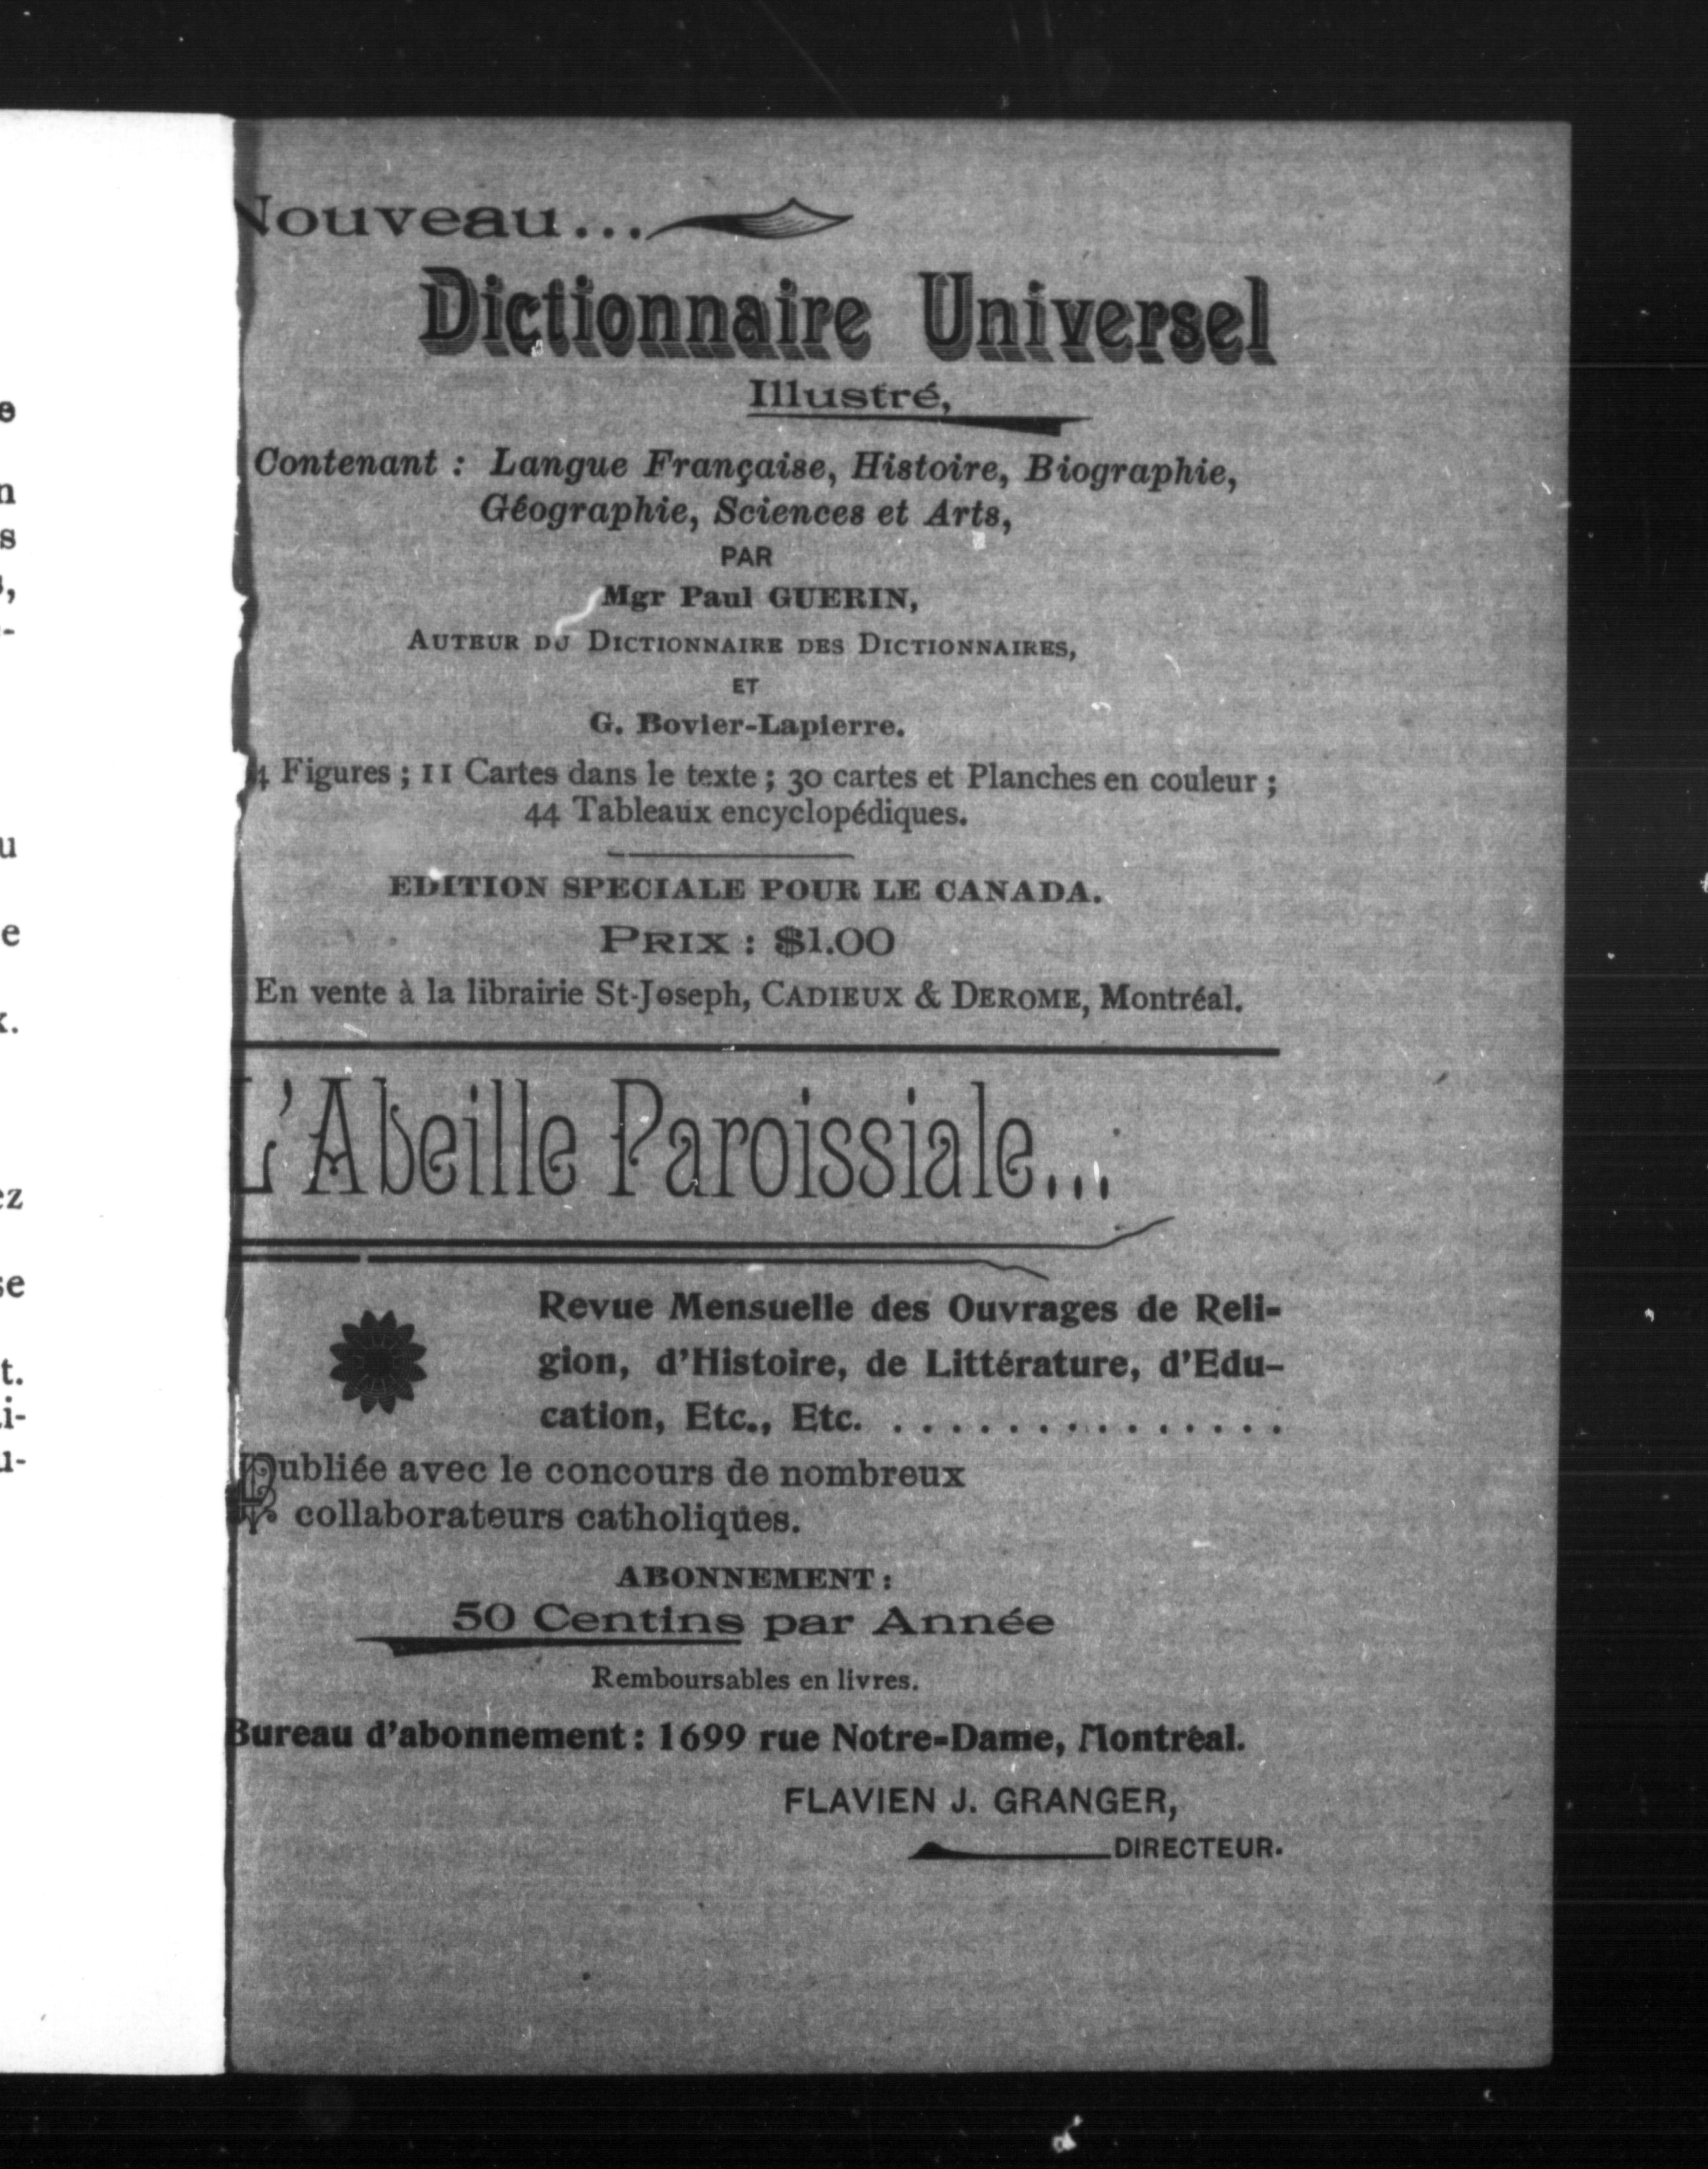 Nouveau...
Dictionnaire Universel
Illustré,
Contenant : Langue Française, Histoire, Biographie,
Géographie, Sciences et Arts,
PAR
Mgr Paul GUERIN,
AUTEUR DU DICTIONNAIRE DES DICTIONNAIRES,
ET
G. Bovier-Lapierre.
4 Figures ; 11 Cartes dans le texte ; 30 cartes et Planches en couleur ;
44 Tableaux encyclopédiques.
EDITION SPECIALE POUR LE CANADA.
PRIX : $1.00
En vente à la librairie St-Joseph, CADIEUX & DEROME, Montréal.
L'Abeille Paroissiale...
Revue Mensuelle des Ouvrages de Reli-
gion, d'Histoire, de Littérature, d'Edu-
cation, Etc., Etc. . . . . . . . . . . . . . .
Publiée avec le concours de nombreux
collaborateurs catholiques.
ABONNEMENT :
50 Centins par Année
Remboursables en livres.
Bureau d'abonnement : 1699 rue Notre-Dame, Montréal.
FLAVIEN J. GRANGER,
DIRECTEUR.